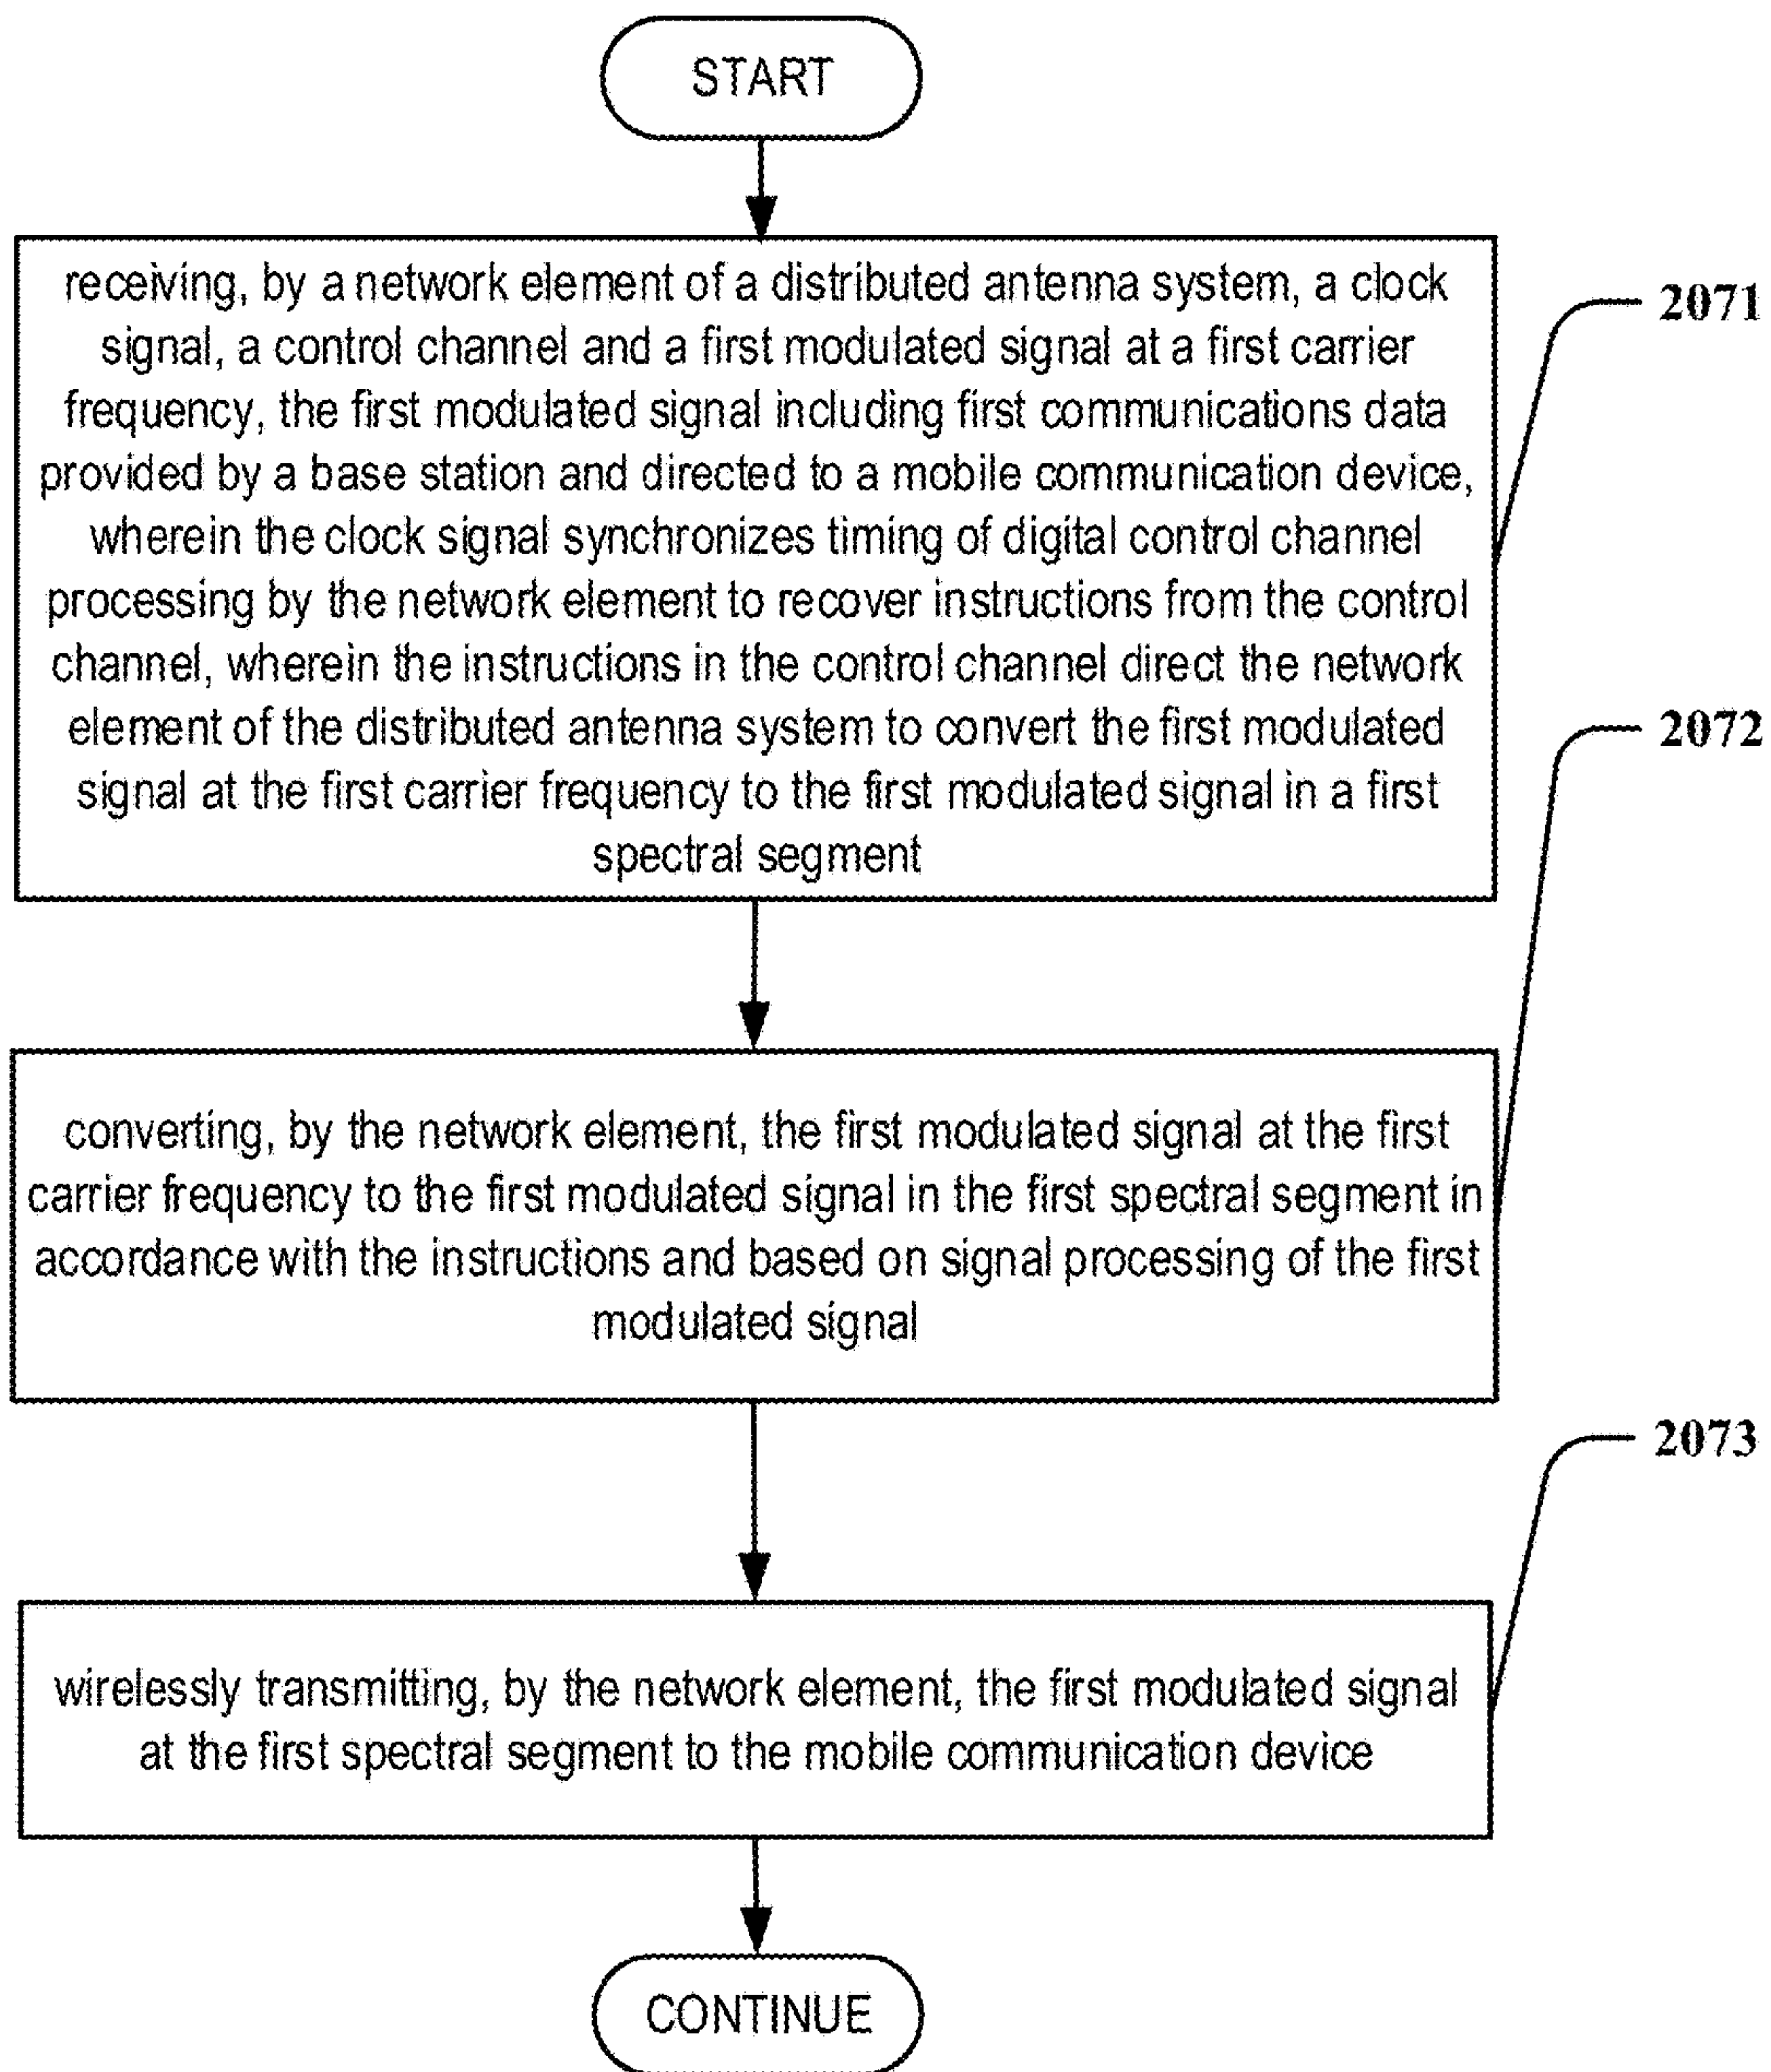 START
receiving, by a network element of a distributed antenna system, a clock
signal, a control channel and a first modulated signal at a first carrier
frequency, the first modulated signal including first communications data
provided by a base station and directed to a mobile communication device,
wherein the clock signal synchronizes timing of digital control channel
processing by the network element to recover instructions from the control
channel, wherein the instructions in the control channel direct the network
element of the distributed antenna system to convert the first modulated
signal at the first carrier frequency to the first modulated signal in a first
spectral segment
2071
converting, by the network element, the first modulated signal at the first
carrier frequency to the first modulated signal in the first spectral segment in
accordance with the instructions and based on signal processing of the first
modulated signal
2072
wirelessly transmitting, by the network element, the first modulated signal
at the first spectral segment to the mobile communication device
2073
CONTINUE